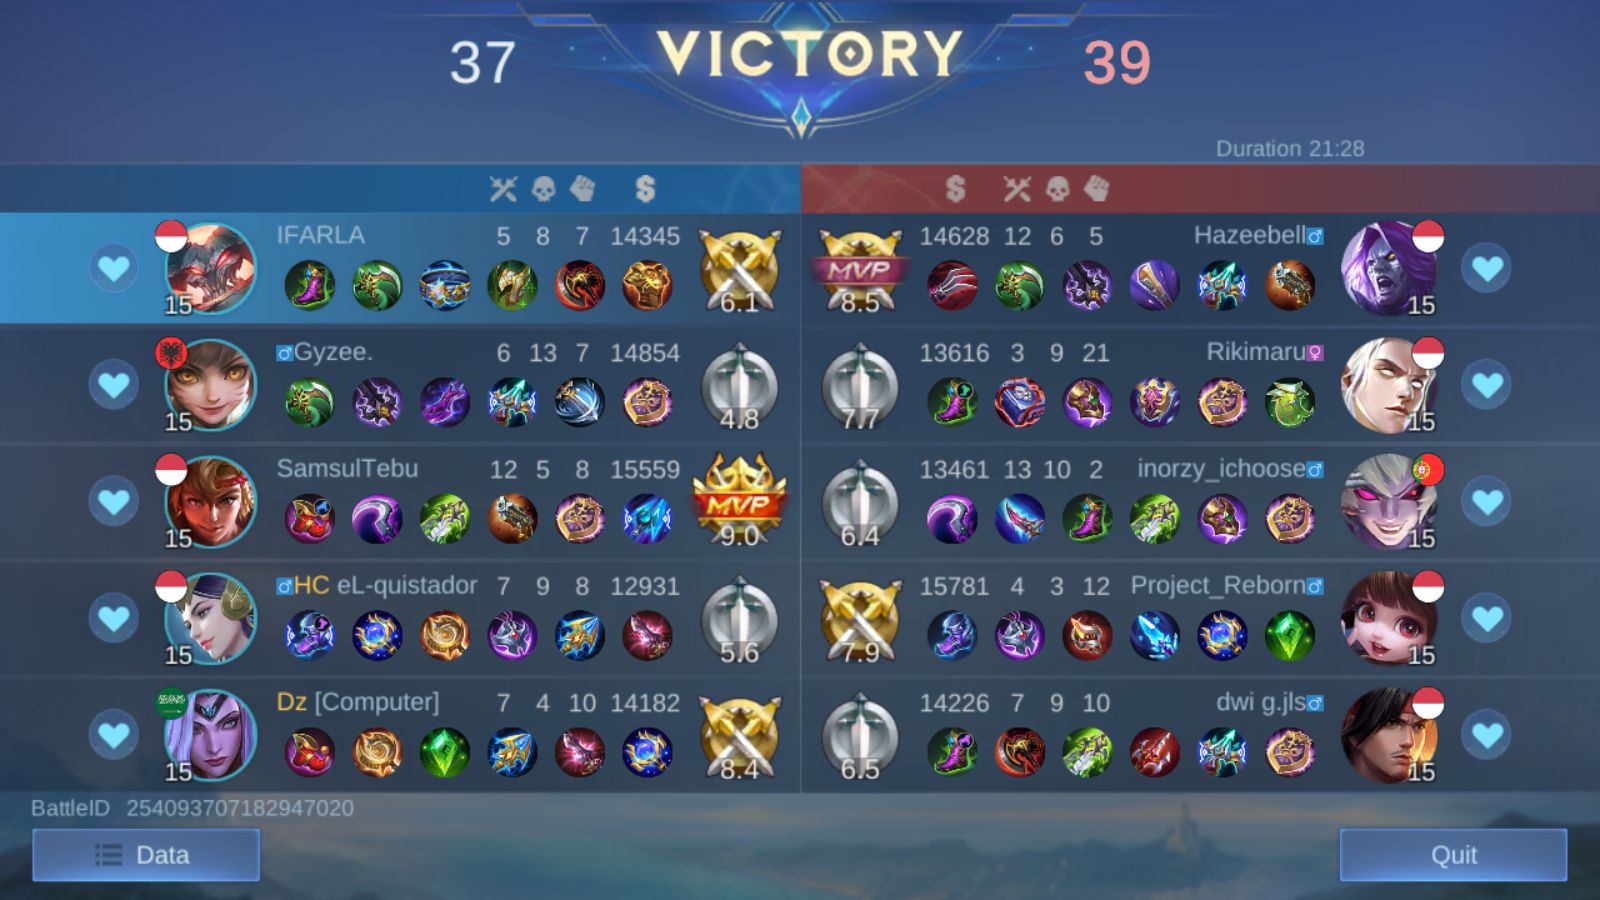 37 VICTORY 39
Duration 21:28
IFARLA 5 8 7 14345 15 6.1
MVP 8.5 14628 12 6 5 Hazeebell 15
Gyzee. 6 13 7 14854 15 4.8
7.7 13616 3 9 21 Rikimaru 15
SamsulTebu 12 5 8 15559 15 MVP 9.0
6.4 13461 13 10 2 inorzy_ichoose 15
HC eL-quistador 7 9 8 12931 15 5.6
7.9 15781 4 3 12 Project_Reborn 15
Dz [Computer] 7 4 10 14182 15 8.4
6.5 14226 7 9 10 dwi g.jls 15
BattleID 254093707182947020
Data
Quit